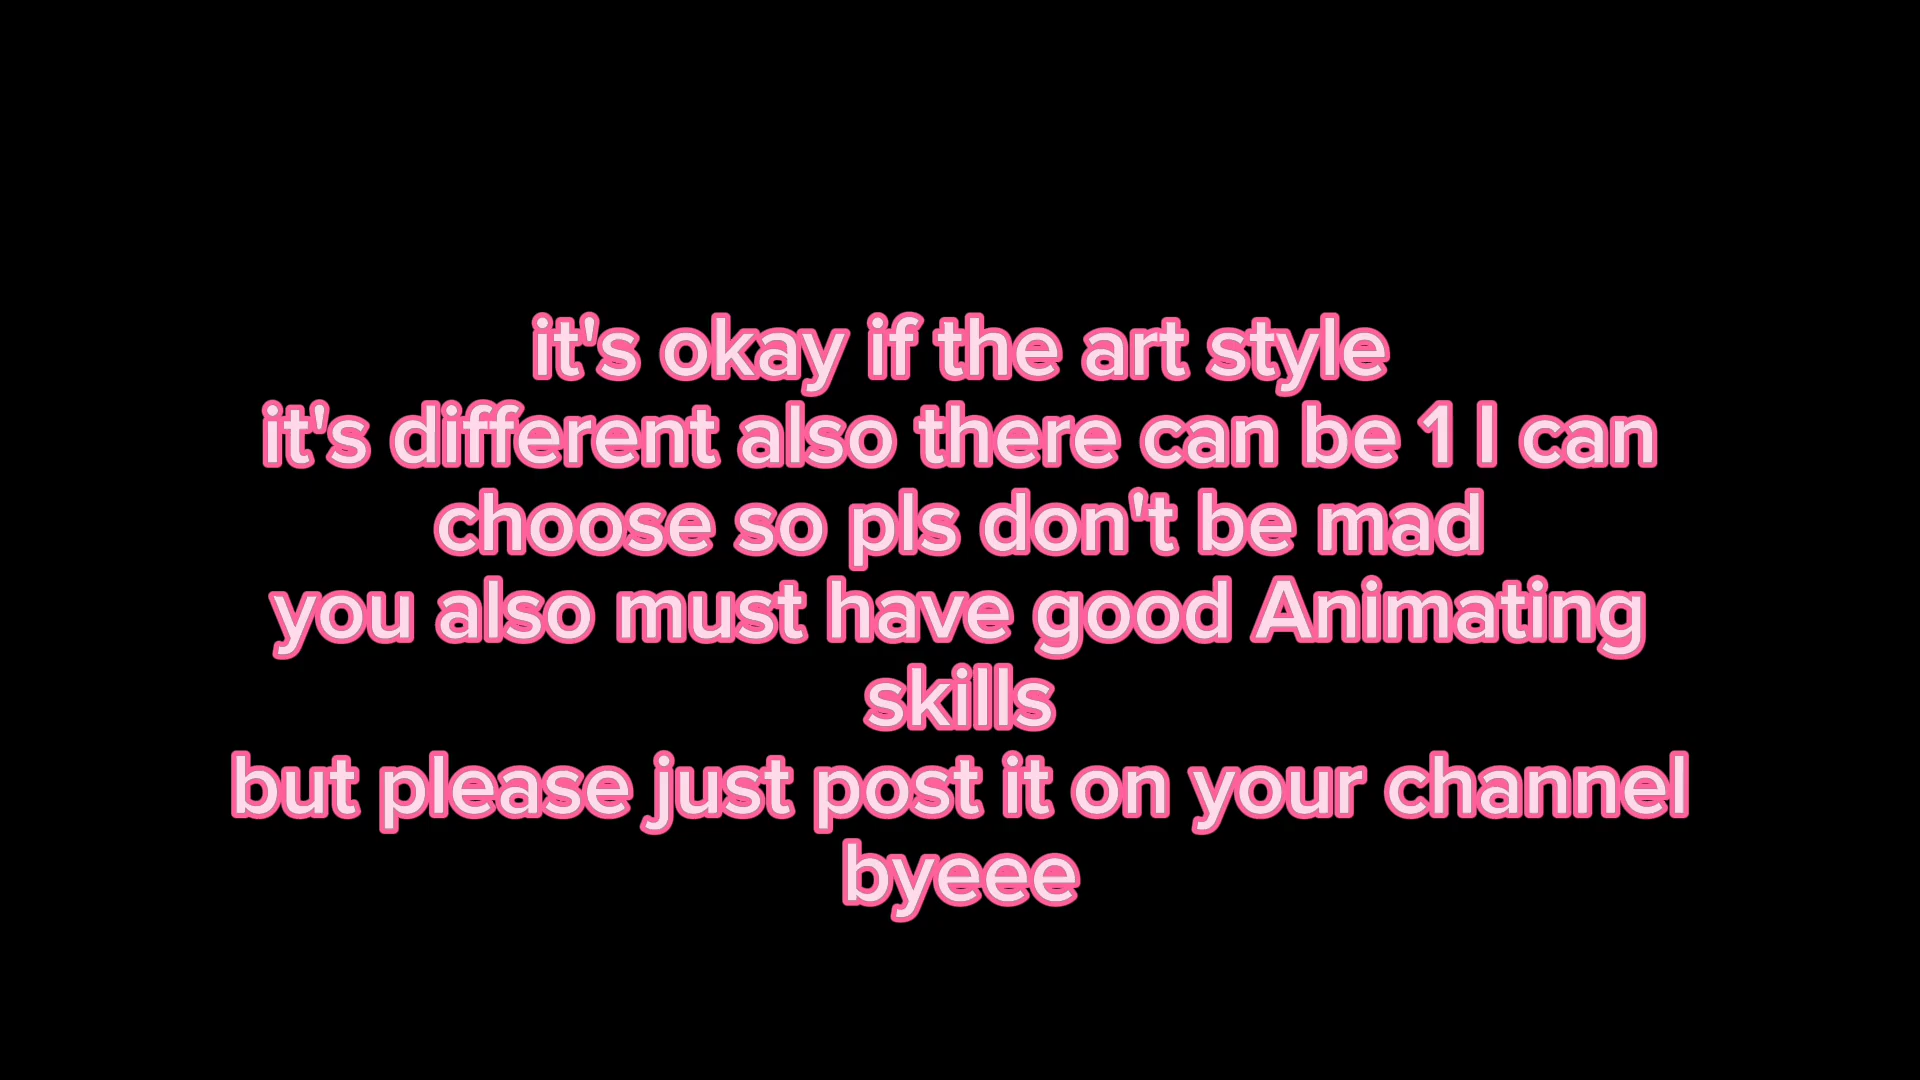 it's okay if the art style
it's different also there can be 1 I can
choose so pls don't be mad
you also must have good Animating
skills
but please just post it on your channel
byeee